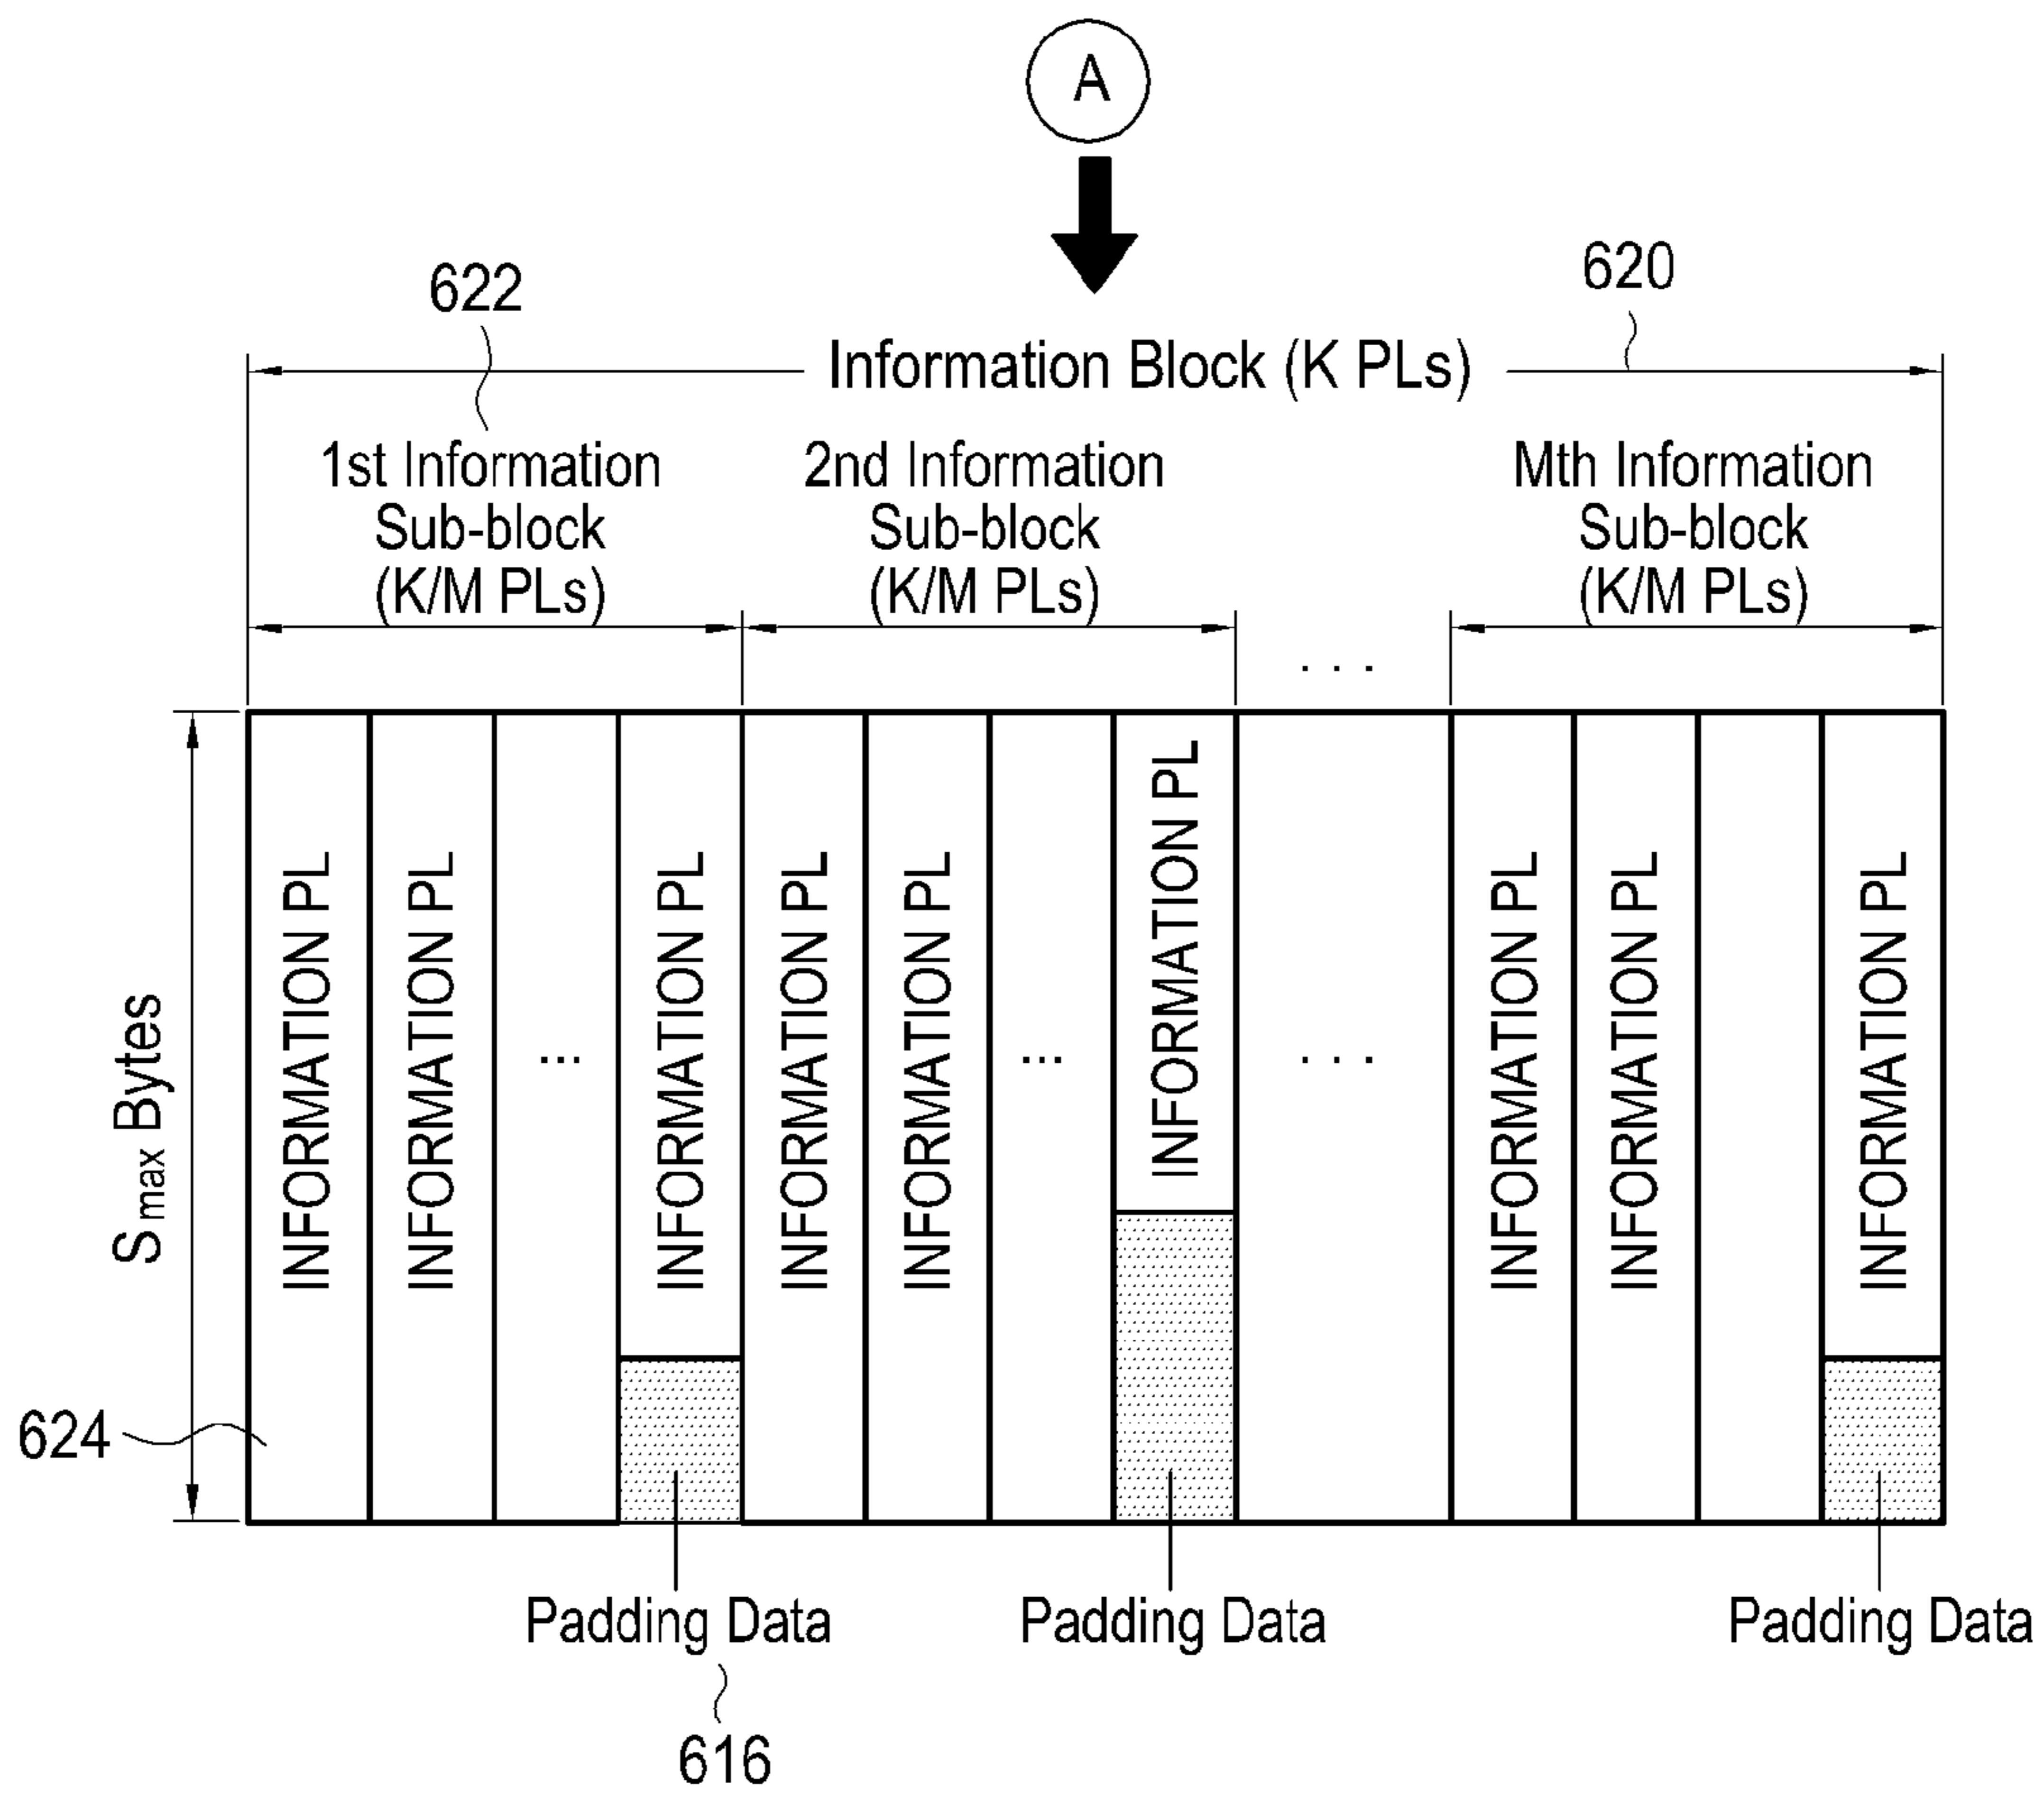 A
622
620
Information Block (K PLs)
1st Information
Sub-block
(K/M PLs)
2nd Information
Sub-block
(K/M PLs)
. . .
Mth Information
Sub-block
(K/M PLs)
Smax Bytes
INFORMATION PL
INFORMATION PL
...
INFORMATION PL
INFORMATION PL
INFORMATION PL
...
INFORMATION PL
. . .
INFORMATION PL
INFORMATION PL
INFORMATION PL
624
Padding Data
Padding Data
Padding Data
616